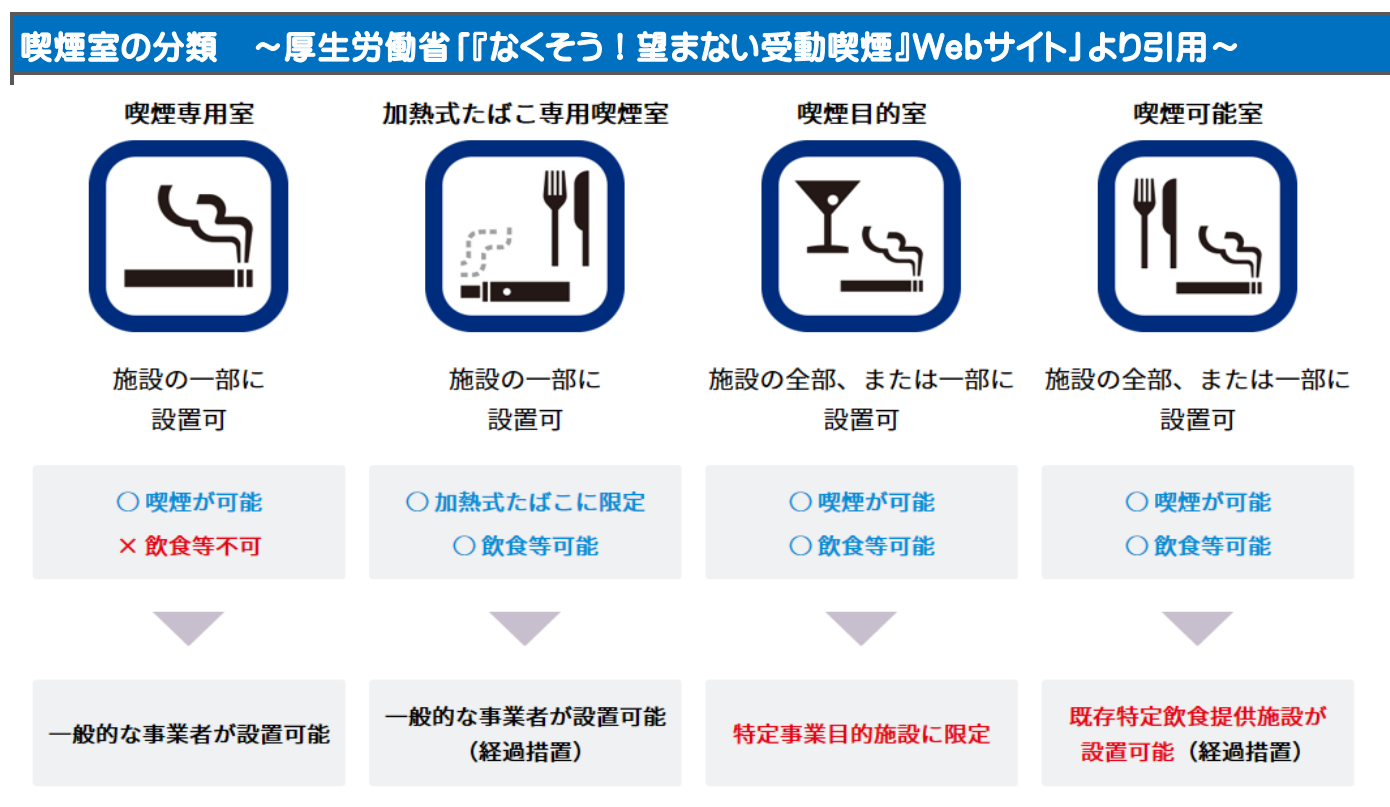 喫煙室の分類　～厚生労働省「『なくそう！望まない受動喫煙』Webサイト」より引用～
喫煙専用室
施設の一部に
設置可
○ 喫煙が可能
× 飲食等不可
一般的な事業者が設置可能
加熱式たばこ専用喫煙室
施設の一部に
設置可
○ 加熱式たばこに限定
○ 飲食等可能
一般的な事業者が設置可能
（経過措置）
喫煙目的室
施設の全部、または一部に
設置可
○ 喫煙が可能
○ 飲食等可能
特定事業目的施設に限定
喫煙可能室
施設の全部、または一部に
設置可
○ 喫煙が可能
○ 飲食等可能
既存特定飲食提供施設が
設置可能（経過措置）